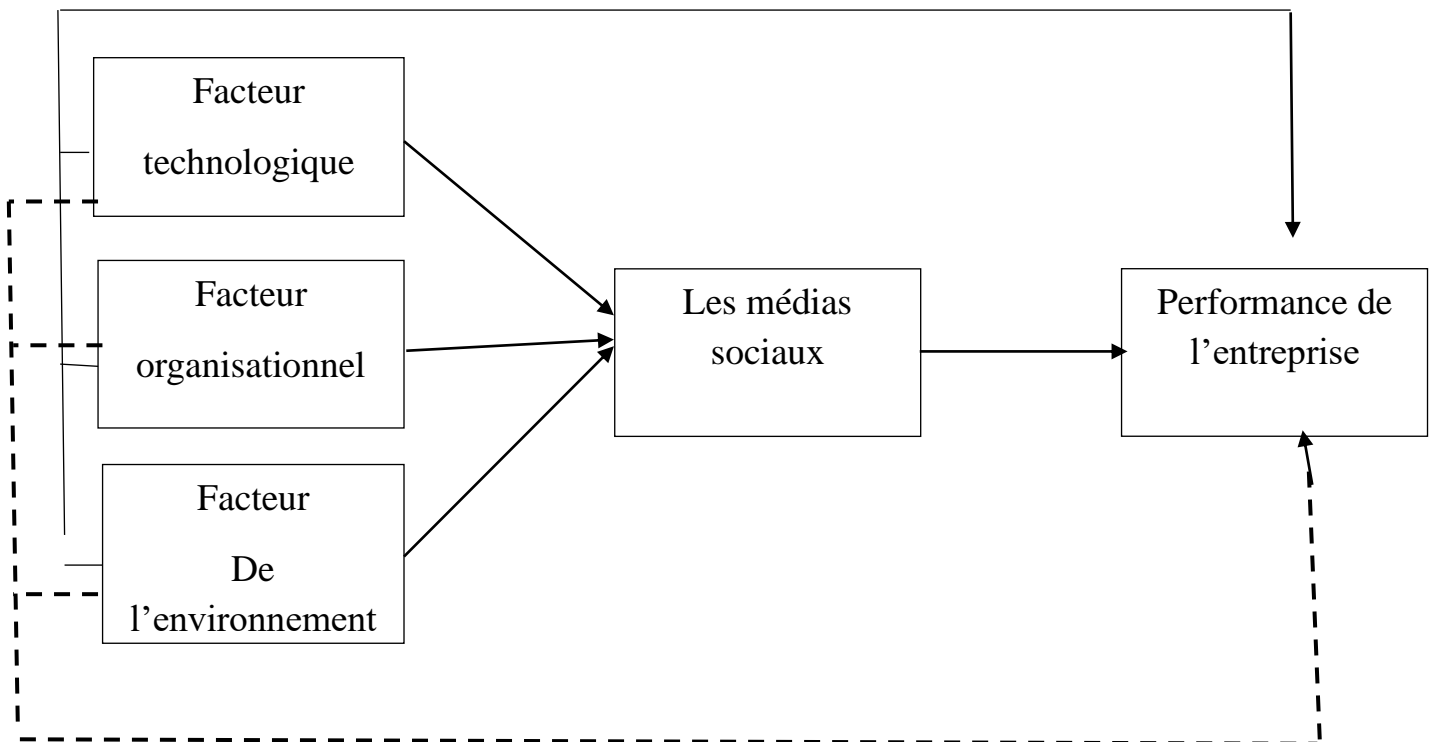 Facteur
technologique
Facteur
organisationnel
Facteur
De
l’environnement
Les médias
sociaux
Performance de
l’entreprise